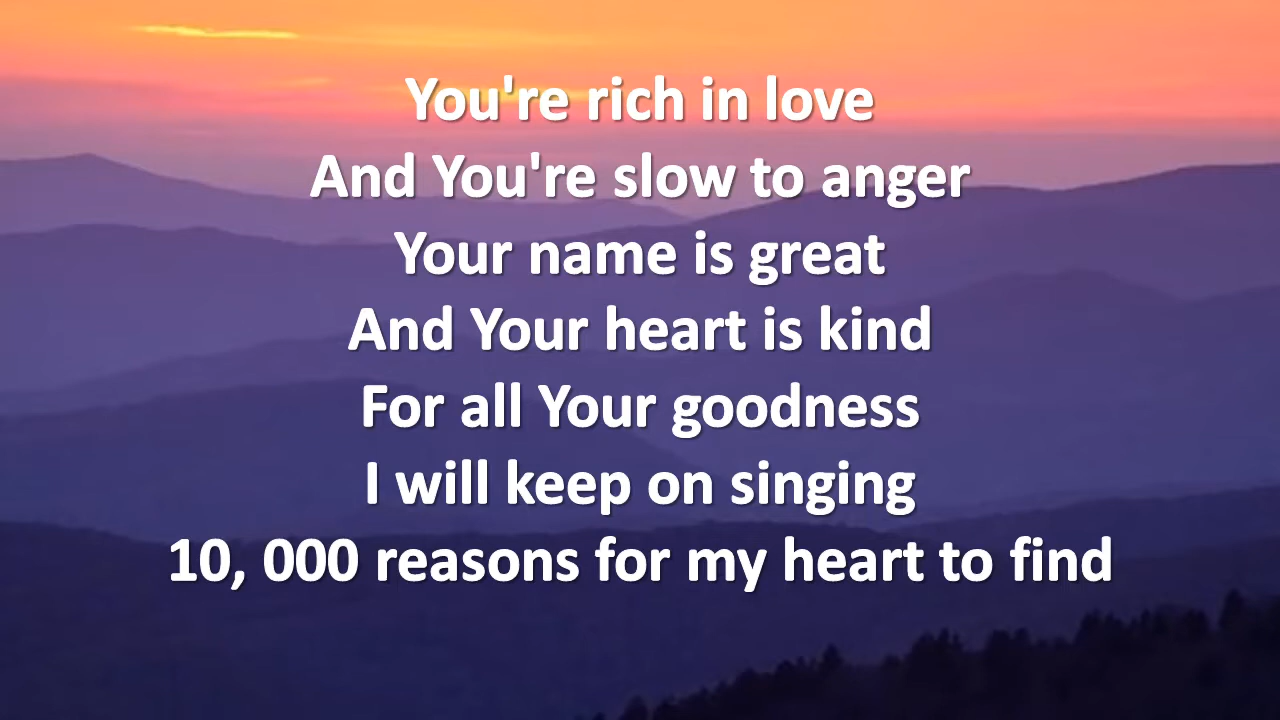 You're rich in love
And You're slow to anger
Your name is great
And Your heart is kind
For all Your goodness
I will keep on singing
10, 000 reasons for my heart to find